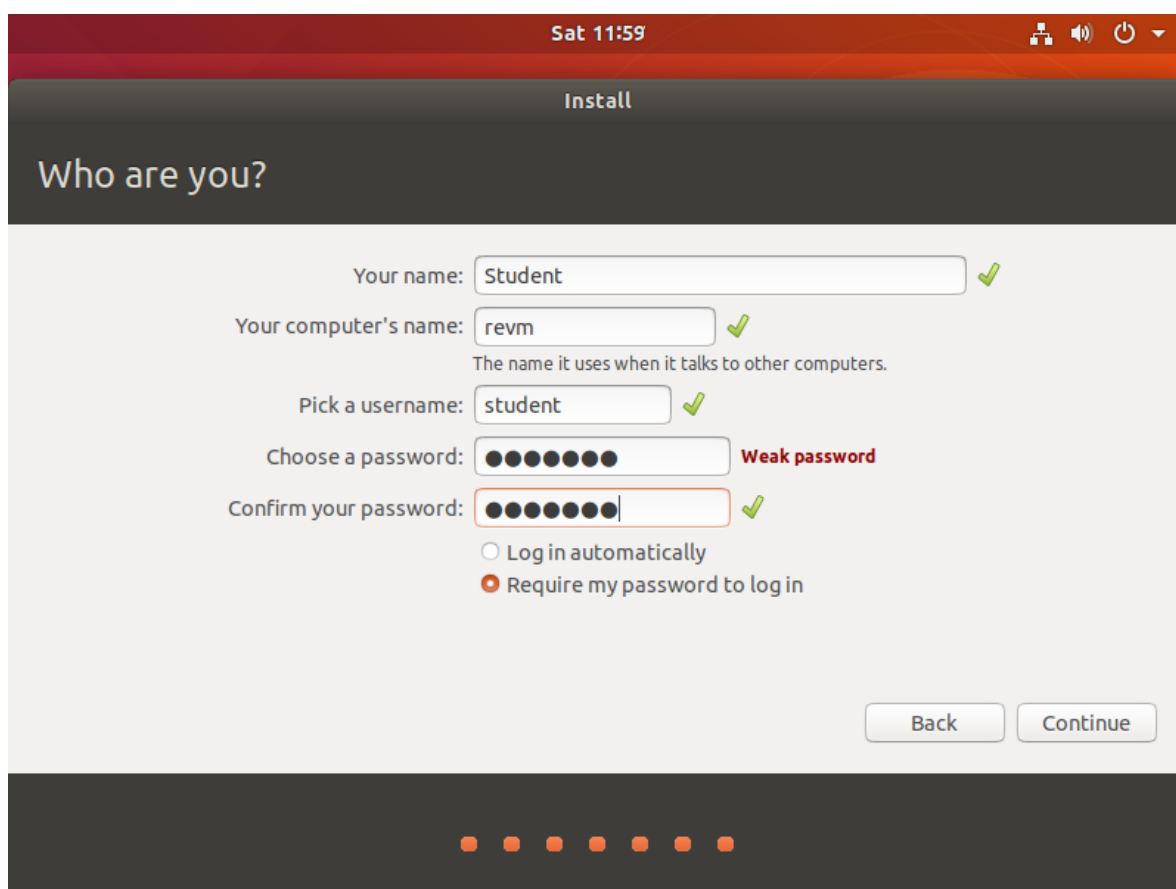 Sat 11:59
Install
Who are you?
Your name: Student
Your computer's name: revm
The name it uses when it talks to other computers.
Pick a username: student
Choose a password: ●●●●●●● Weak password
Confirm your password: ●●●●●●●
Log in automatically
Require my password to log in
Back Continue